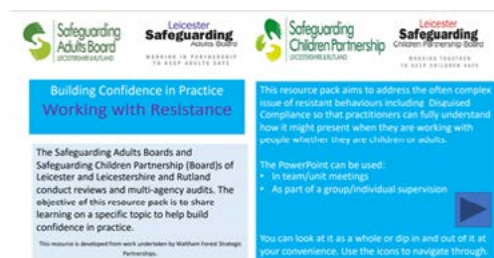 Safeguarding
Adults Board
LEICESTERSHIRE & RUTLAND
Leicester
Safeguarding
Adults Board
WORKING IN PARTNERSHIP
TO KEEP ADULTS SAFE
Building Confidence in Practice
Working with Resistance
The Safeguarding Adults Boards and
Safeguarding Children Partnership (Board)s of
Leicester and Leicestershire and Rutland
conduct reviews and multi-agency audits. The
objective of this resource pack is to share
learning on a specific topic to help build
confidence in practice.
This resource is developed from work undertaken by Waltham Forest Strategic
Partnerships.
Safeguarding
Children Partnership
LEICESTERSHIRE & RUTLAND
Leicester
Safeguarding
Children Partnership Board
WORKING TOGETHER
TO KEEP CHILDREN SAFE
This resource pack aims to address the often complex
issue of resistant behaviours including Disguised
Compliance so that practitioners can fully understand
how it might present when they are working with
people whether they are children or adults.
The PowerPoint can be used:
• In team/unit meetings
• As part of a group/individual supervision
You can look at it as a whole or dip in and out of it at
your convenience. Use the icons to navigate through.